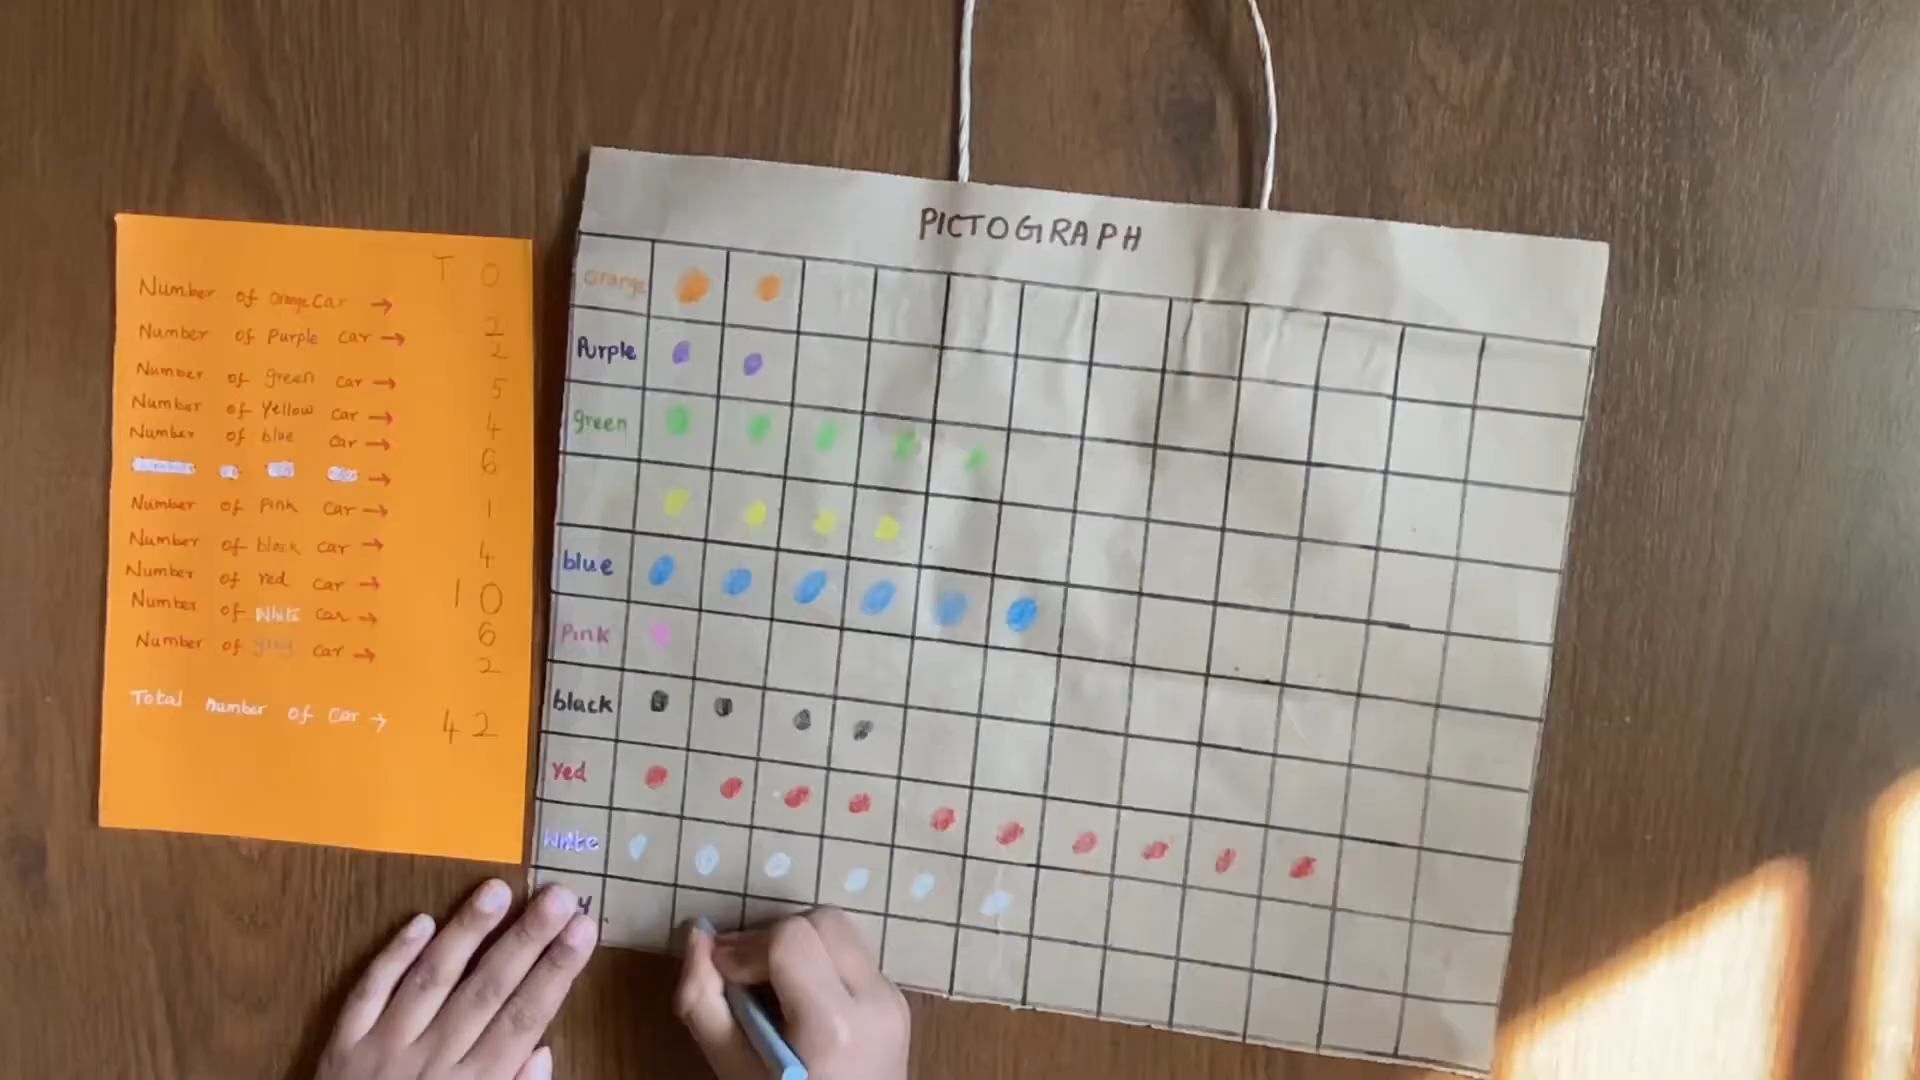 T O
Number of orange car → 2
Number of Purple car → 2
Number of green car → 5
Number of Yellow car → 4
Number of blue car → 6
→
Number of Pink car → 1
Number of black car → 4
Number of red car → 10
Number of White car → 6
Number of gray car → 2
Total number of car → 42
PICTOGRAPH
Orange
Purple
green
blue
Pink
black
red
White
y